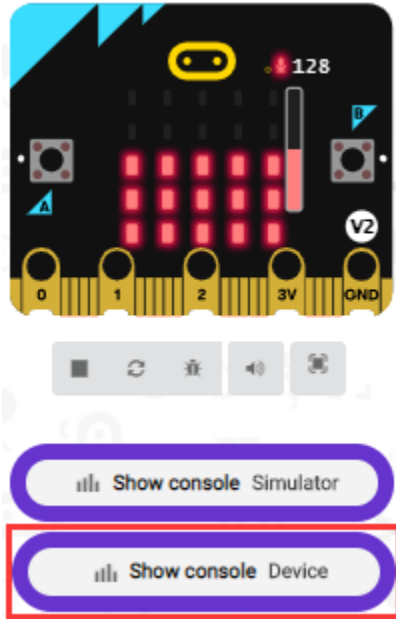 128
B
A
V2
0 1 2 3V GND
Show console Simulator
Show console Device